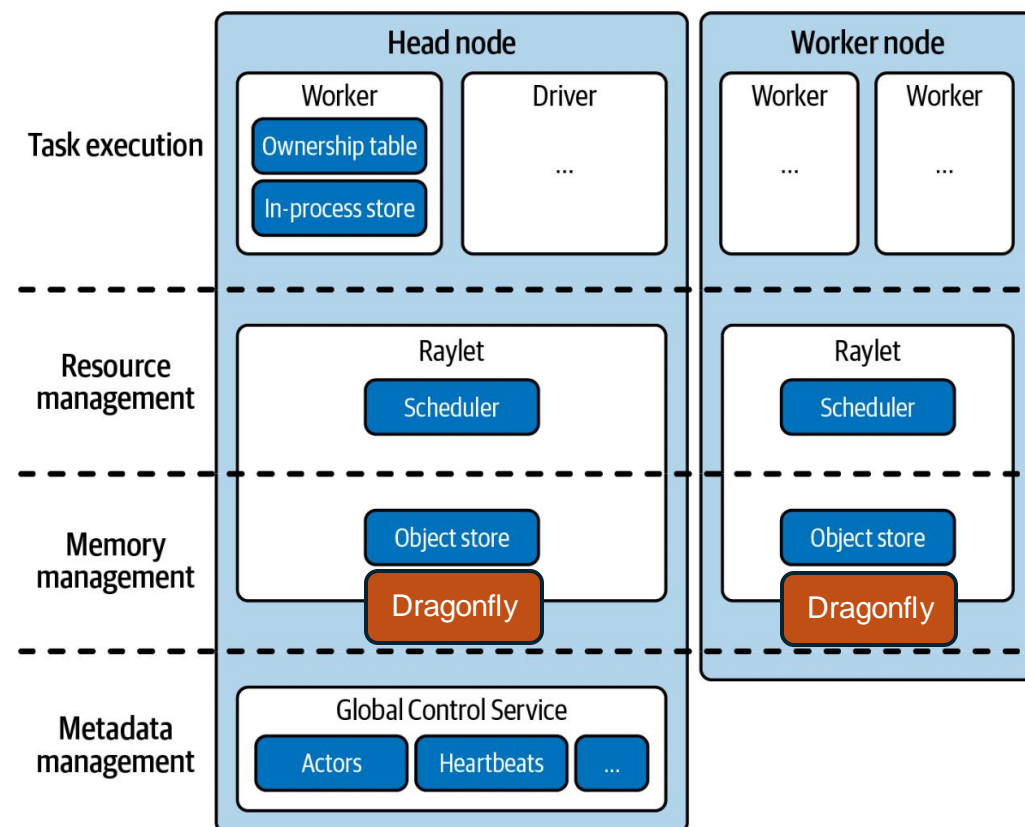 Head node
Worker node
Task execution
Worker
Ownership table
In-process store
Driver
...
Worker
...
Worker
...
Resource
management
Raylet
Scheduler
Raylet
Scheduler
Memory
management
Object store
Dragonfly
Object store
Dragonfly
Metadata
management
Global Control Service
Actors
Heartbeats
...